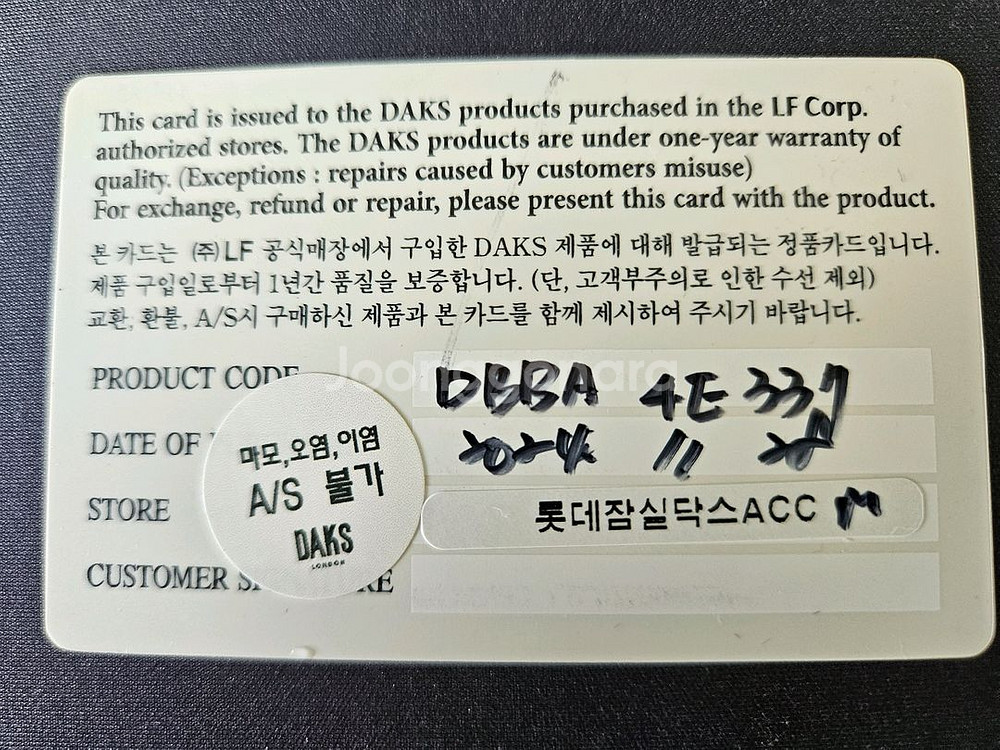 This card is issued to the DAKS products purchased in the LF Corp.
authorized stores. The DAKS products are under one-year warranty of
quality. (Exceptions : repairs caused by customers misuse)
For exchange, refund or repair, please present this card with the product.
본 카드는 (주)LF 공식매장에서 구입한 DAKS 제품에 대해 발급되는 정품카드입니다.
제품 구입일로부터 1년간 품질을 보증합니다. (단, 고객부주의로 인한 수선 제외)
교환, 환불, A/S시 구매하신 제품과 본 카드를 함께 제시하여 주시기 바랍니다.
Joonggonara
PRODUCT CODE DBBA 4E 337
DATE OF 2024 11
STORE 롯데잠실닥스ACC M
CUSTOMER
마모,오염,이염
A/S 불가
DAKS
LONDON